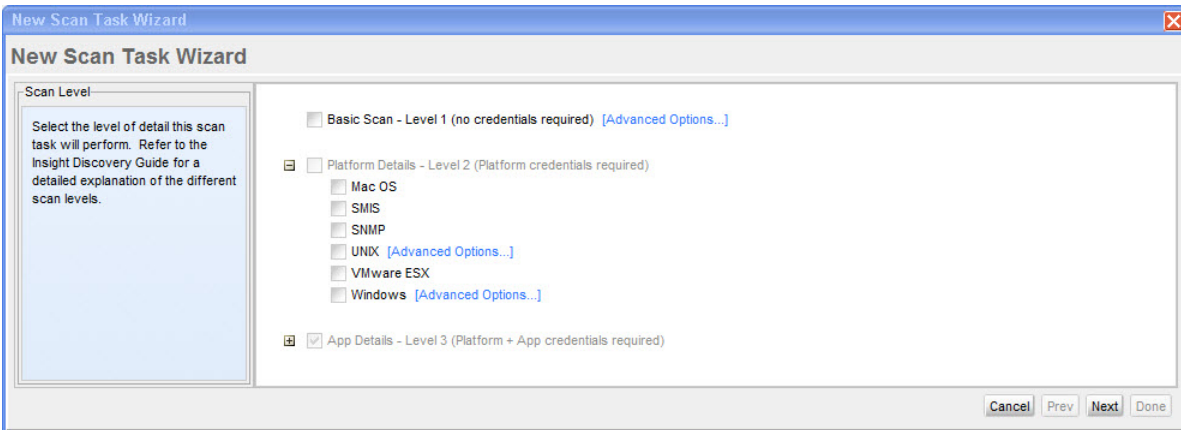 New Scan Task Wizard
New Scan Task Wizard
Scan Level
Select the level of detail this scan
task will perform. Refer to the
Insight Discovery Guide for a
detailed explanation of the different
scan levels.
Basic Scan - Level 1 (no credentials required) [Advanced Options...]
Platform Details - Level 2 (Platform credentials required)
Mac OS
SMIS
SNMP
UNIX [Advanced Options...]
VMware ESX
Windows [Advanced Options...]
App Details - Level 3 (Platform + App credentials required)
Cancel Prev Next Done